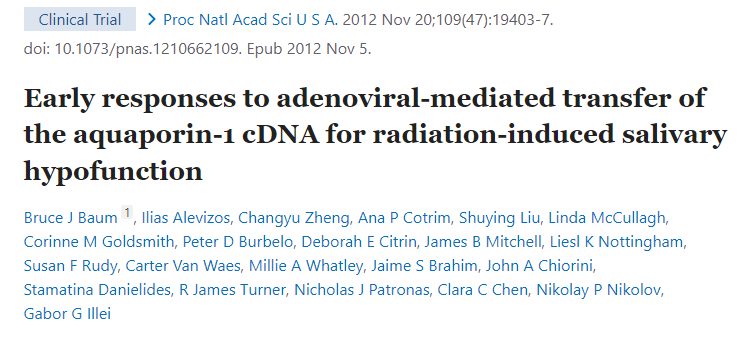 Clinical Trial > Proc Natl Acad Sci U S A. 2012 Nov 20;109(47):19403-7.
doi: 10.1073/pnas.1210662109. Epub 2012 Nov 5.
Early responses to adenoviral-mediated transfer of
the aquaporin-1 cDNA for radiation-induced salivary
hypofunction
Bruce J Baum 1, Ilias Alevizos, Changyu Zheng, Ana P Cotrim, Shuying Liu, Linda McCullagh,
Corinne M Goldsmith, Peter D Burbelo, Deborah E Citrin, James B Mitchell, Liesl K Nottingham,
Susan F Rudy, Carter Van Waes, Millie A Whatley, Jaime S Brahim, John A Chiorini,
Stamatina Danielides, R James Turner, Nicholas J Patronas, Clara C Chen, Nikolay P Nikolov,
Gabor G Illei